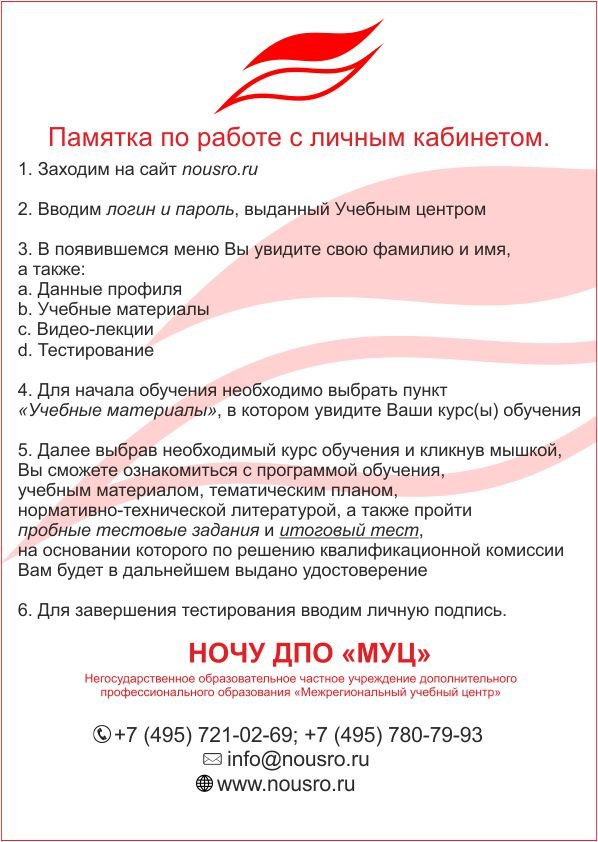 Памятка по работе с личным кабинетом.
1. Заходим на сайт nousro.ru
2. Вводим логин и пароль, выданный Учебным центром
3. В появившемся меню Вы увидите свою фамилию и имя,
а также:
a. Данные профиля
b. Учебные материалы
c. Видео-лекции
d. Тестирование
4. Для начала обучения необходимо выбрать пункт
«Учебные материалы», в котором увидите Ваши курс(ы) обучения
5. Далее выбрав необходимый курс обучения и кликнув мышкой,
Вы сможете ознакомиться с программой обучения,
учебным материалом, тематическим планом,
нормативно-технической литературой, а также пройти
пробные тестовые задания и итоговый тест,
на основании которого по решению квалификационной комиссии
Вам будет в дальнейшем выдано удостоверение
6. Для завершения тестирования вводим личную подпись.
НОЧУ ДПО «МУЦ»
Негосударственное образовательное частное учреждение дополнительного
профессионального образования «Межрегиональный учебный центр»
+7 (495) 721-02-69; +7 (495) 780-79-93
info@nousro.ru
www.nousro.ru